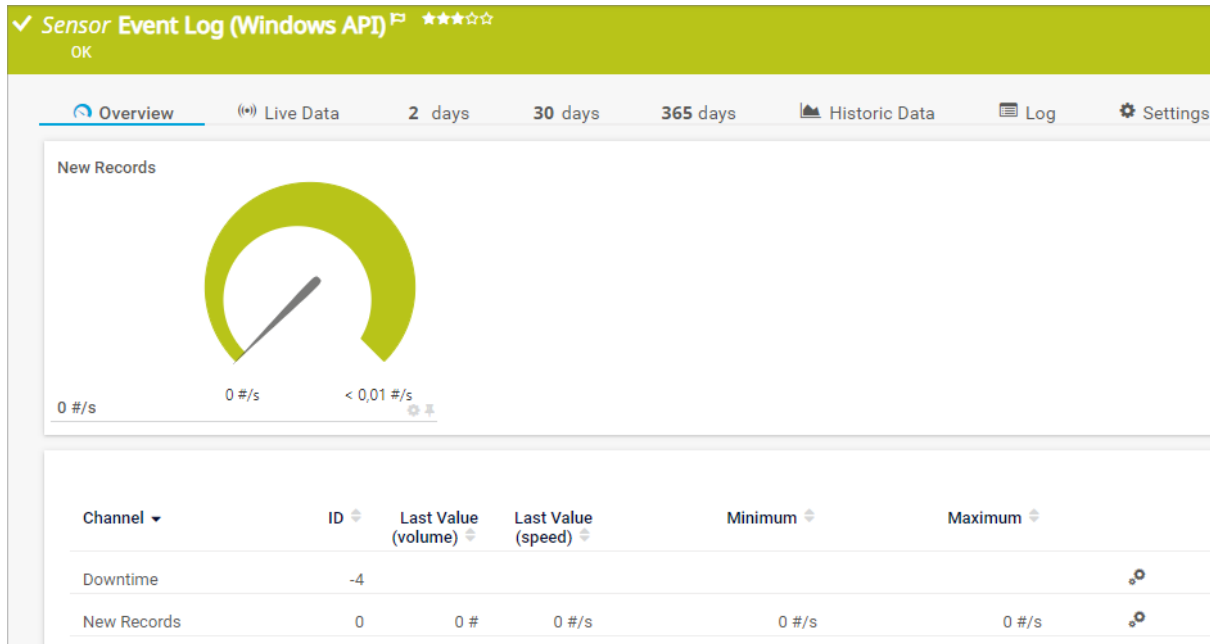 Sensor Event Log (Windows API)
OK
Overview Live Data 2 days 30 days 365 days Historic Data Log Settings
New Records
0 #/s < 0,01 #/s
0 #/s
Channel ID Last Value (volume) Last Value (speed) Minimum Maximum
Downtime -4
New Records 0 0 # 0 #/s 0 #/s 0 #/s